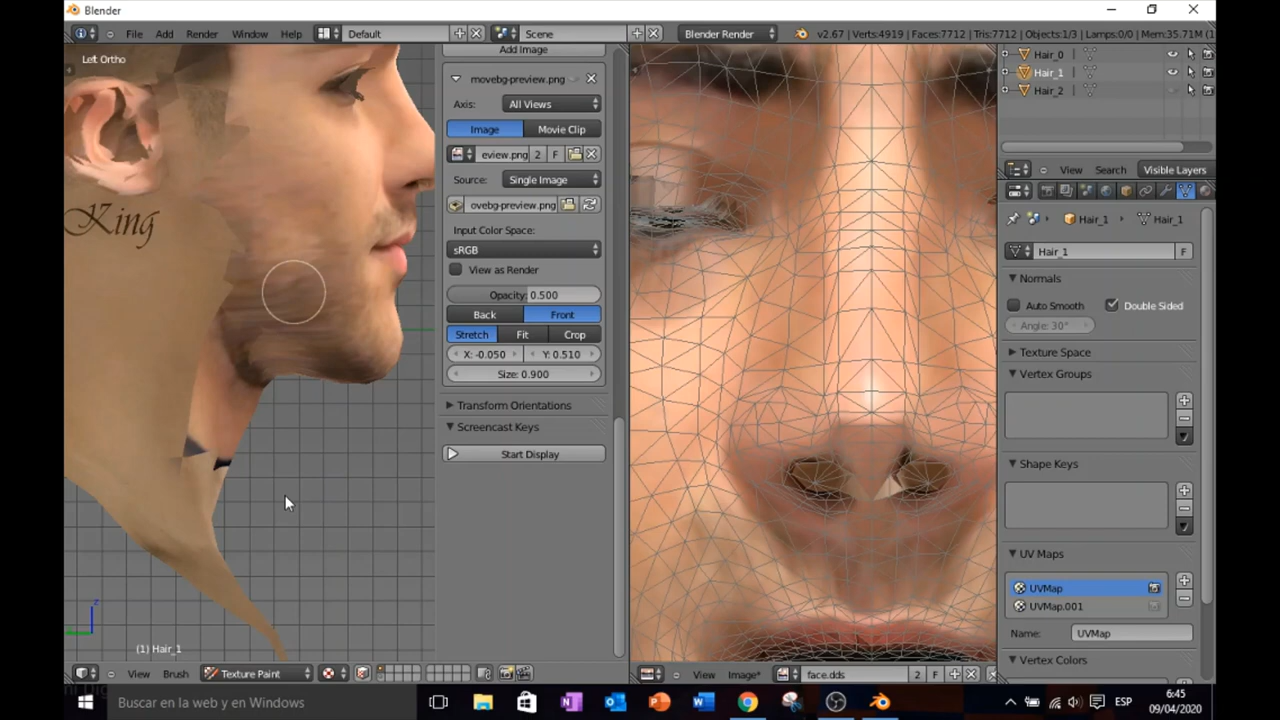 Blender
File Add Render Window Help Default Scene Blender Render v2.67 | Verts:4919 | Faces:7712 | Tris:7712 | Objects:1/3 | Lamps:0/0 | Mem:35.71M (1
Left Ortho
King
(1) Hair_1
View Brush Texture Paint
Add Image
movebg-preview.png
Axis: All Views
Image Movie Clip
eview.png 2 F
Source: Single Image
ovebg-preview.png
Input Color Space:
sRGB
View as Render
Opacity: 0.500
Back Front
Stretch Fit Crop
X: -0.050 Y: 0.510
Size: 0.900
Transform Orientations
Screencast Keys
Start Display
View Image* face.dds 2 F
Hair_0
Hair_1
Hair_2
View Search Visible Layers
Hair_1 Hair_1
Hair_1 F
Normals
Auto Smooth Double Sided
Angle: 30°
Texture Space
Vertex Groups
Shape Keys
UV Maps
UVMap
UVMap.001
Name: UVMap
Vertex Colors
Buscar en la web y en Windows
ESP
6:45
09/04/2020